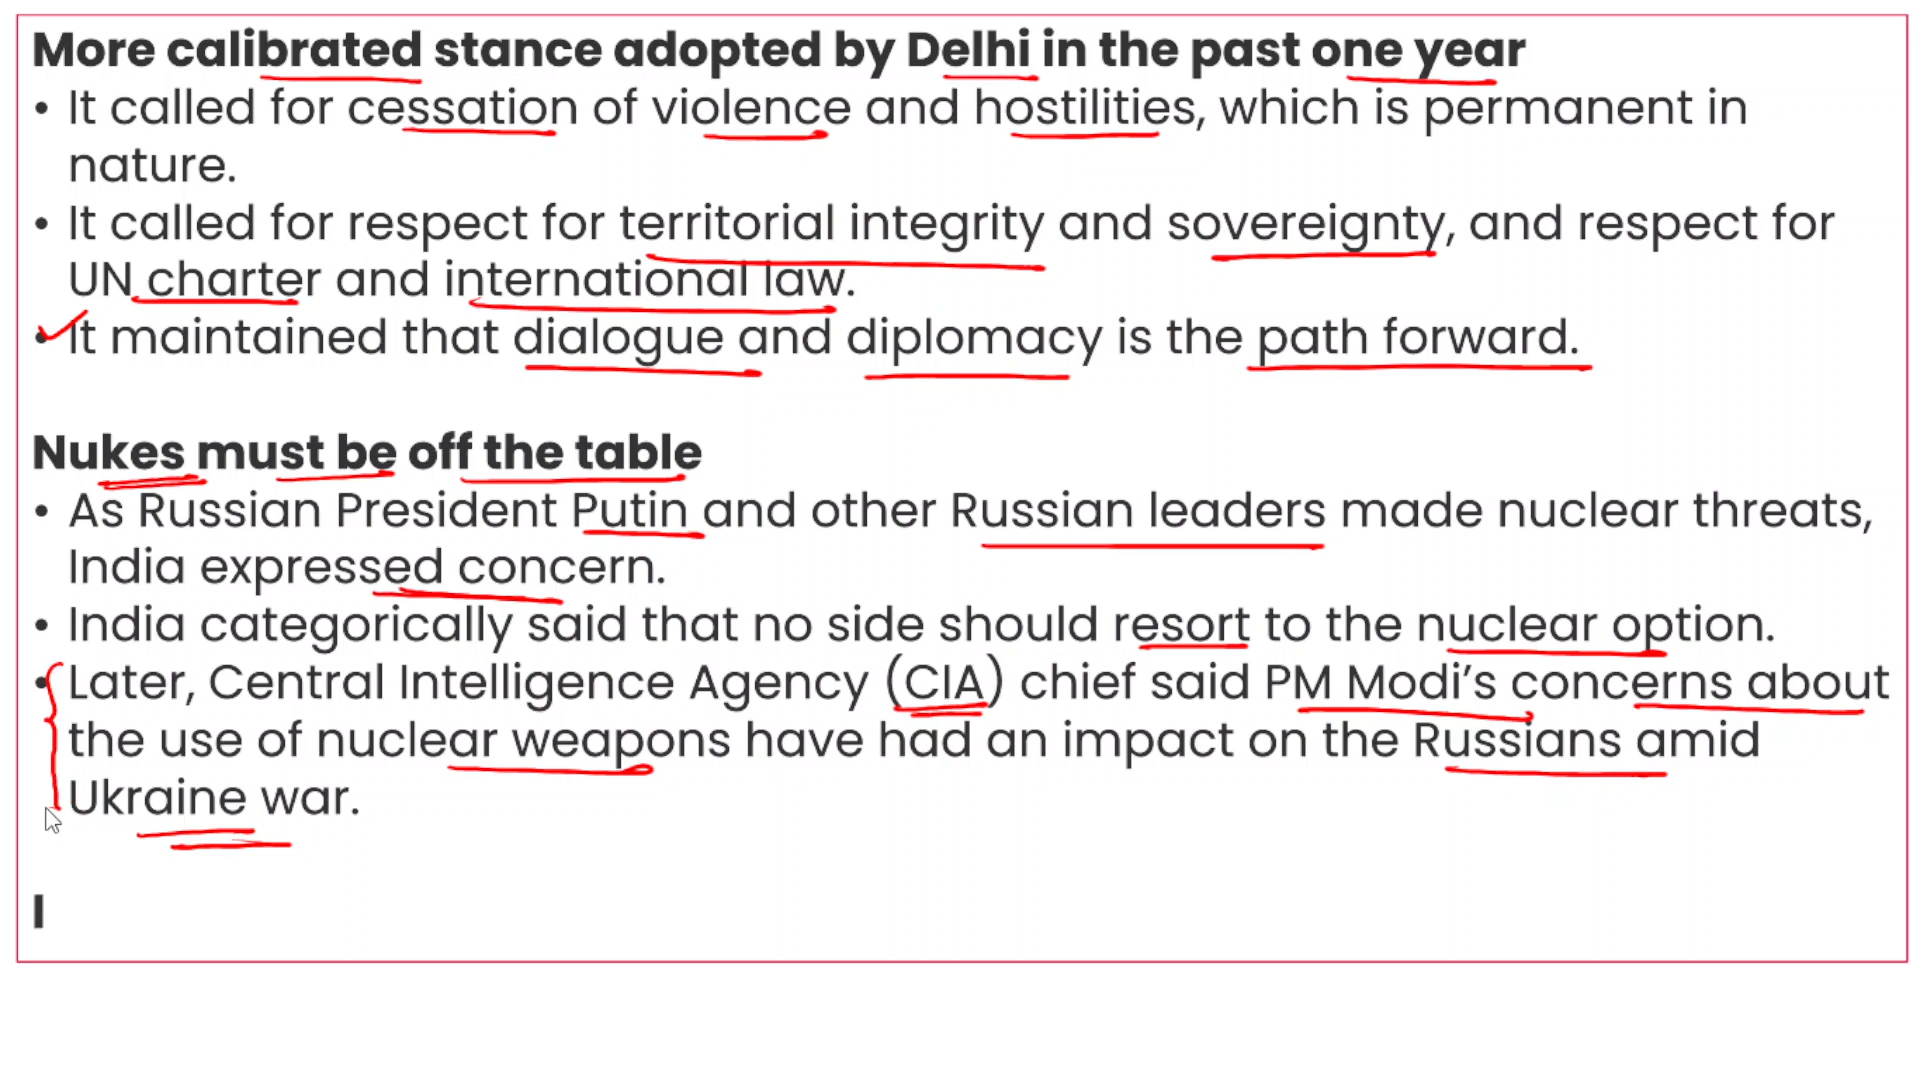 More calibrated stance adopted by Delhi in the past one year
• It called for cessation of violence and hostilities, which is permanent in
nature.
• It called for respect for territorial integrity and sovereignty, and respect for
UN charter and international law.
• It maintained that dialogue and diplomacy is the path forward.
Nukes must be off the table
• As Russian President Putin and other Russian leaders made nuclear threats,
India expressed concern.
• India categorically said that no side should resort to the nuclear option.
• Later, Central Intelligence Agency (CIA) chief said PM Modi’s concerns about
the use of nuclear weapons have had an impact on the Russians amid
Ukraine war.
I